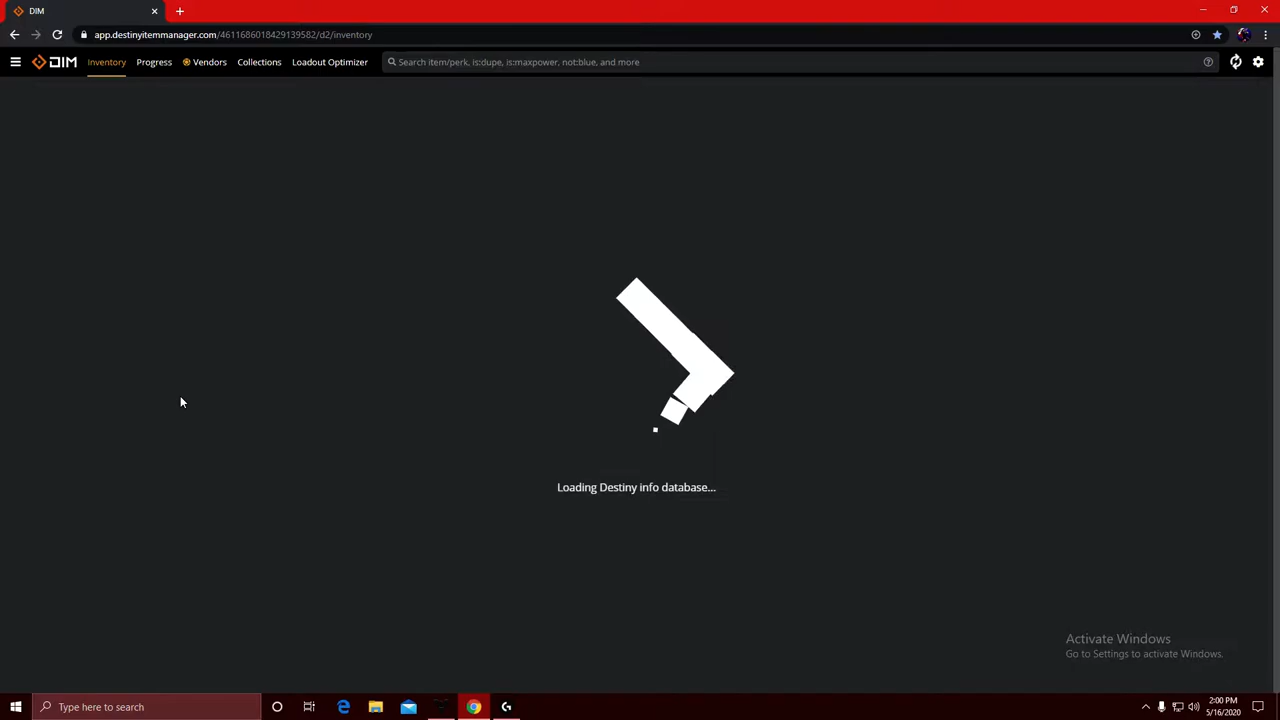 DIM
app.destinyitemmanager.com/4611686018429139582/d2/inventory
DIM Inventory Progress Vendors Collections Loadout Optimizer Search item/perk, is:dupe, is:maxpower, not:blue, and more
Loading Destiny info database...
Activate Windows
Go to Settings to activate Windows.
Type here to search
2:00 PM
5/16/2020